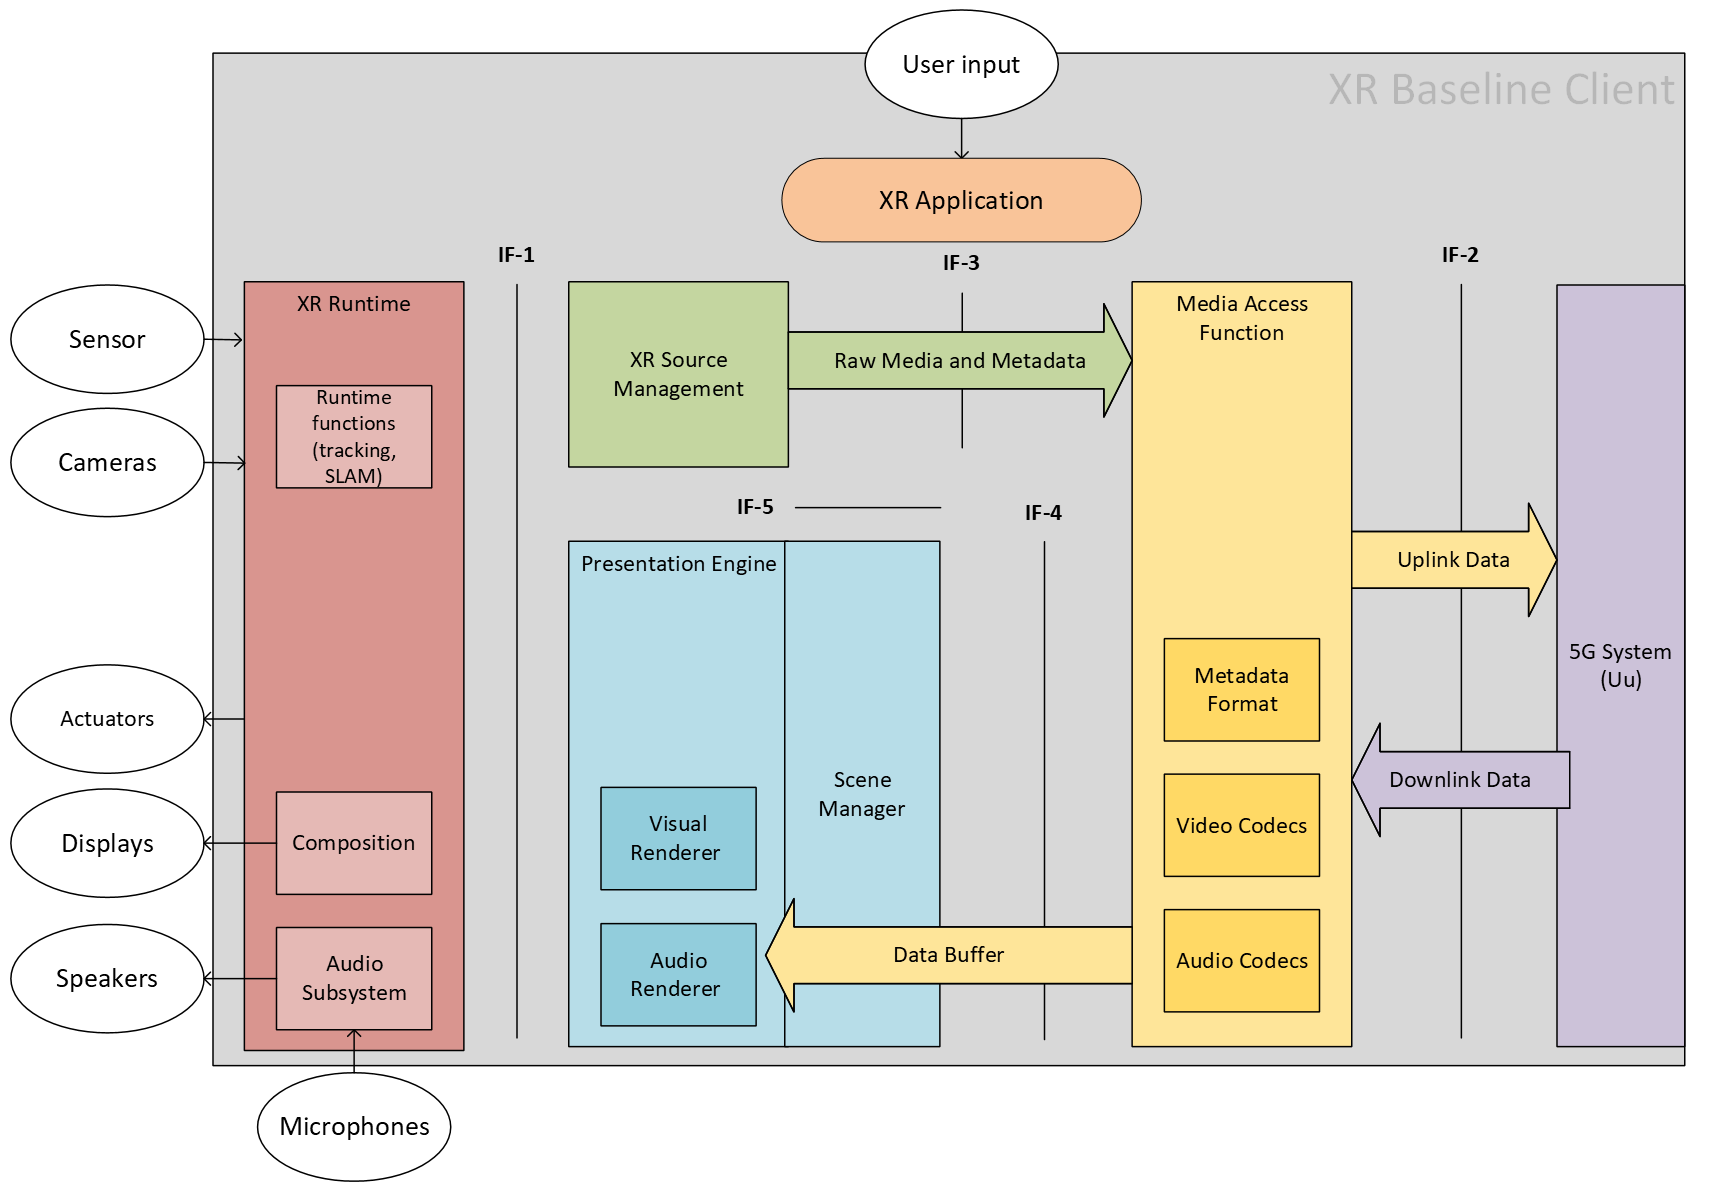 User input
XR Baseline Client
XR Application
IF-1
IF-3
IF-2
XR Runtime
Media Access
Function
Sensor
XR Source
Management
Raw Media and Metadata
Runtime
functions
(tracking,
SLAM)
Cameras
IF-5
IF-4
Presentation Engine
Uplink Data
5G System
(Uu)
Metadata
Format
Actuators
Scene
Manager
Downlink Data
Visual
Renderer
Video Codecs
Displays
Composition
Audio
Renderer
Data Buffer
Audio Codecs
Speakers
Audio
Subsystem
Microphones